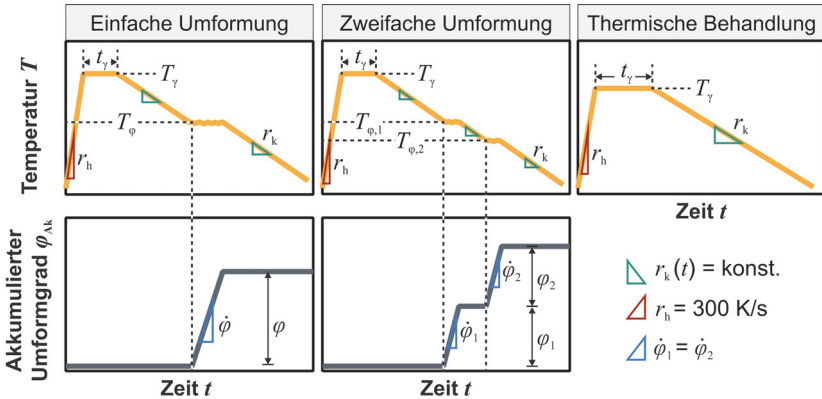 Einfache Umformung
Zweifache Umformung
Thermische Behandlung
Temperatur T
tγ
Tγ
Tφ
rh
rk
tγ
Tγ
Tφ,1
Tφ,2
rh
rk
tγ
Tγ
rh
rk
Zeit t
Akkumulierter
Umformgrad φAk
φ̇
φ
Zeit t
φ̇1
φ̇2
φ2
φ1
Zeit t
rk(t) = konst.
rh = 300 K/s
φ̇1 = φ̇2